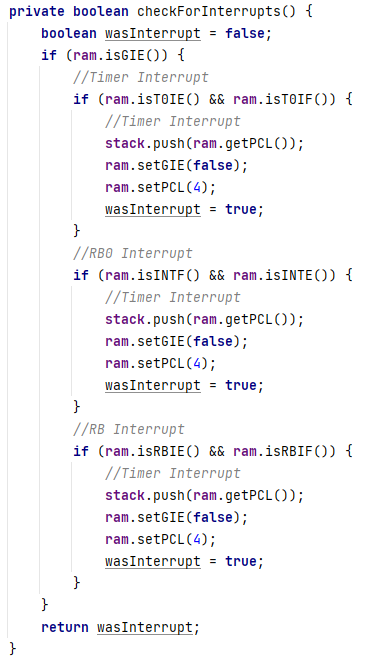 private boolean checkForInterrupts() {
    boolean wasInterrupt = false;
    if (ram.isGIE()) {
        //Timer Interrupt
        if (ram.isT0IE() && ram.isT0IF()) {
            //Timer Interrupt
            stack.push(ram.getPCL());
            ram.setGIE(false);
            ram.setPCL(4);
            wasInterrupt = true;
        }
        //RB0 Interrupt
        if (ram.isINTF() && ram.isINTE()) {
            //Timer Interrupt
            stack.push(ram.getPCL());
            ram.setGIE(false);
            ram.setPCL(4);
            wasInterrupt = true;
        }
        //RB Interrupt
        if (ram.isRBIE() && ram.isRBIF()) {
            //Timer Interrupt
            stack.push(ram.getPCL());
            ram.setGIE(false);
            ram.setPCL(4);
            wasInterrupt = true;
        }
    }
    return wasInterrupt;
}